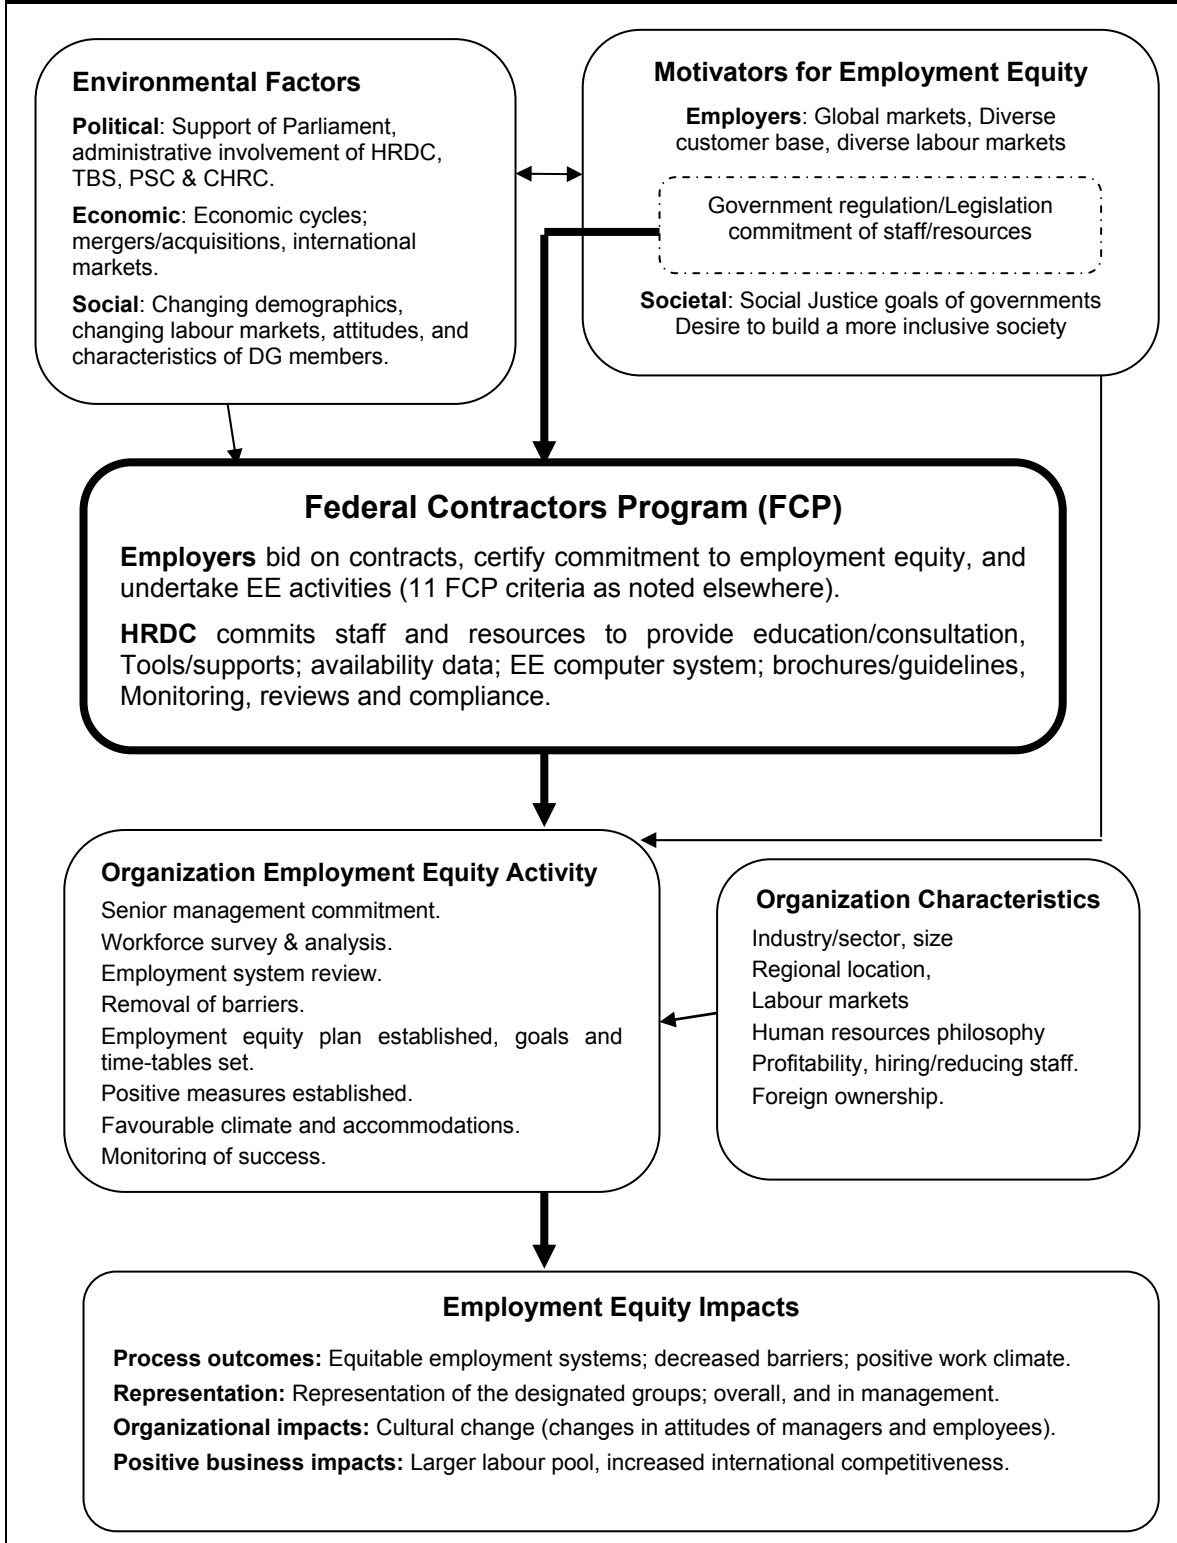 Environmental Factors
Political: Support of Parliament,
administrative involvement of HRDC,
TBS, PSC & CHRC.
Economic: Economic cycles;
mergers/acquisitions, international
markets.
Social: Changing demographics,
changing labour markets, attitudes, and
characteristics of DG members.
Motivators for Employment Equity
Employers: Global markets, Diverse
customer base, diverse labour markets
Government regulation/Legislation
commitment of staff/resources
Societal: Social Justice goals of governments
Desire to build a more inclusive society
Federal Contractors Program (FCP)
Employers bid on contracts, certify commitment to employment equity, and
undertake EE activities (11 FCP criteria as noted elsewhere).
HRDC commits staff and resources to provide education/consultation,
Tools/supports; availability data; EE computer system; brochures/guidelines,
Monitoring, reviews and compliance.
Organization Employment Equity Activity
Senior management commitment.
Workforce survey & analysis.
Employment system review.
Removal of barriers.
Employment equity plan established, goals and
time-tables set.
Positive measures established.
Favourable climate and accommodations.
Monitoring of success.
Organization Characteristics
Industry/sector, size
Regional location,
Labour markets
Human resources philosophy
Profitability, hiring/reducing staff.
Foreign ownership.
Employment Equity Impacts
Process outcomes: Equitable employment systems; decreased barriers; positive work climate.
Representation: Representation of the designated groups; overall, and in management.
Organizational impacts: Cultural change (changes in attitudes of managers and employees).
Positive business impacts: Larger labour pool, increased international competitiveness.